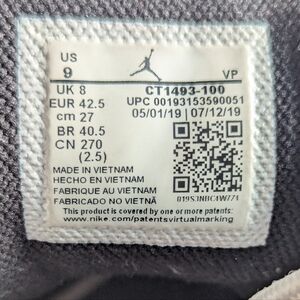 US
9
VP
UK 8
EUR 42.5
cm 27
BR 40.5
CN 270
(2.5)
CT1493-100
UPC 00193153590051
05/01/19 | 07/12/19
MADE IN VIETNAM
HECHO EN VIETNAM
FABRIQUE AU VIETNAM
FABRICADO NO VIETNÃ
This product is covered by one or more patents:
www.nike.com/patentsvirtualmarking